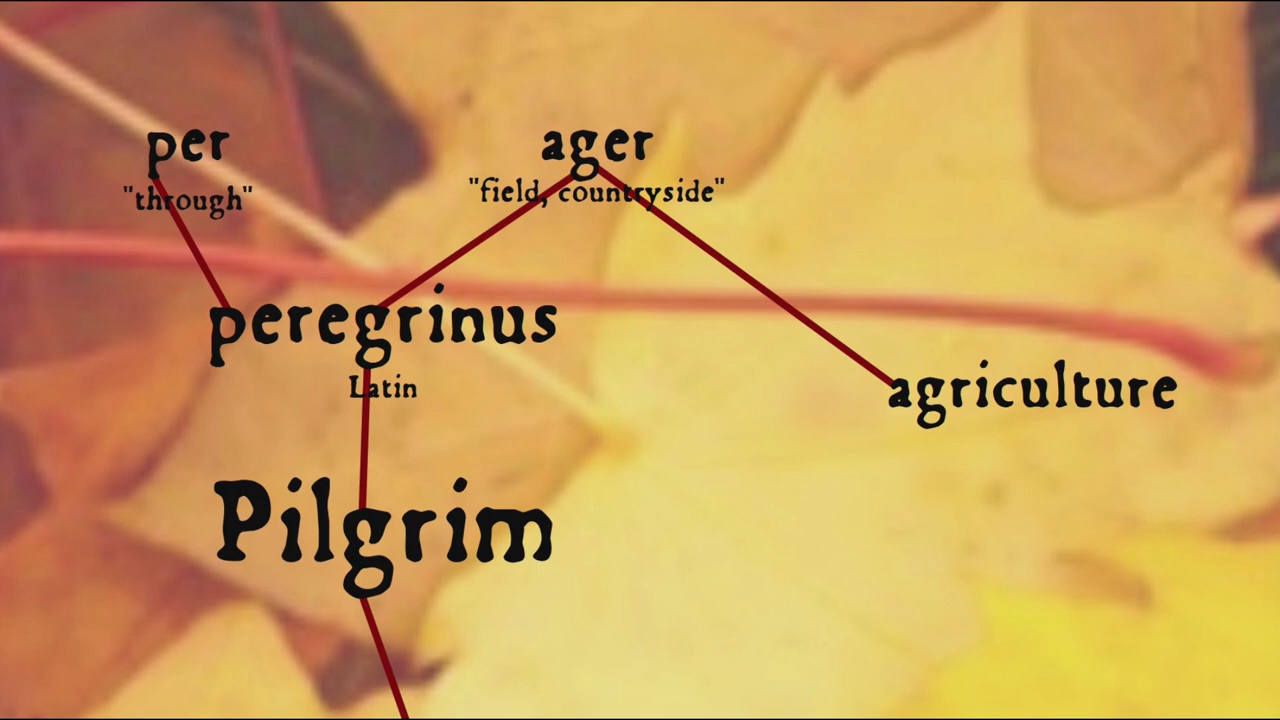 per
ager
"through"
"field, countryside"
peregrinus
Latin
agriculture
Pilgrim